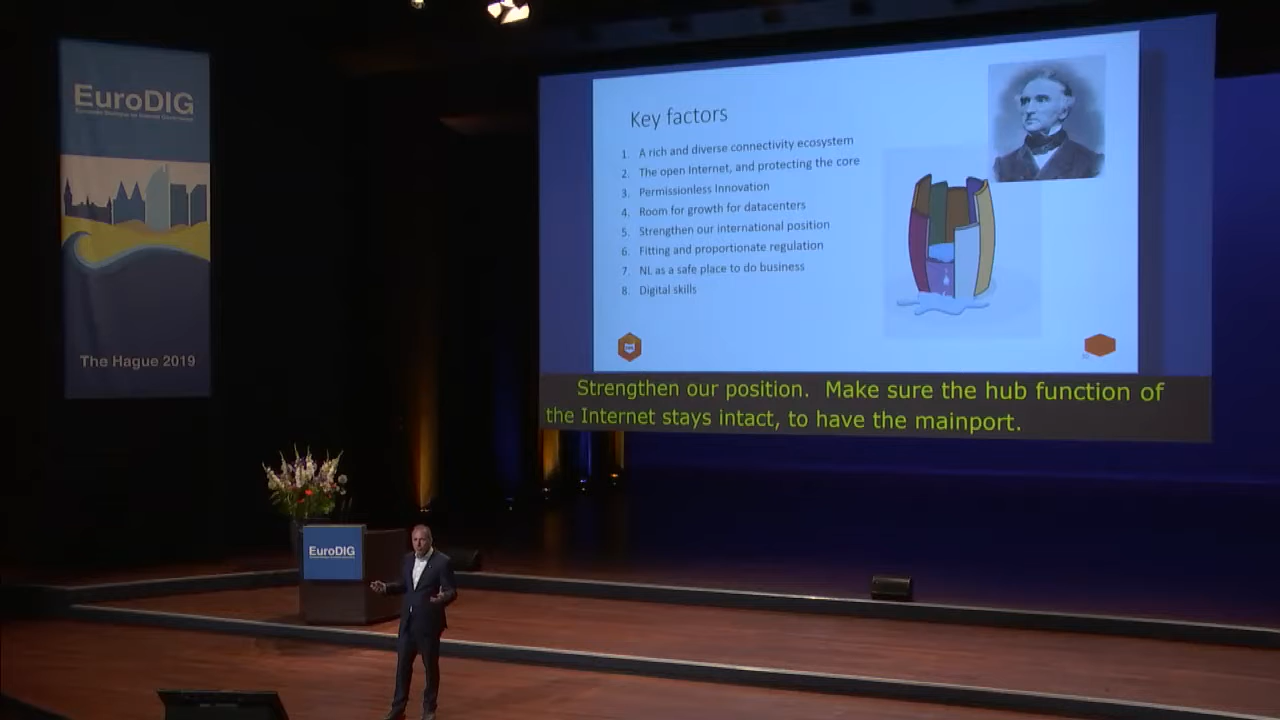 EuroDIG
The Hague 2019
Key factors
1. A rich and diverse connectivity ecosystem
2. The open Internet, and protecting the core
3. Permissionless Innovation
4. Room for growth for datacenters
5. Strengthen our international position
6. Fitting and proportionate regulation
7. NL as a safe place to do business
8. Digital skills
Strengthen our position. Make sure the hub function of
the Internet stays intact, to have the mainport.
EuroDIG